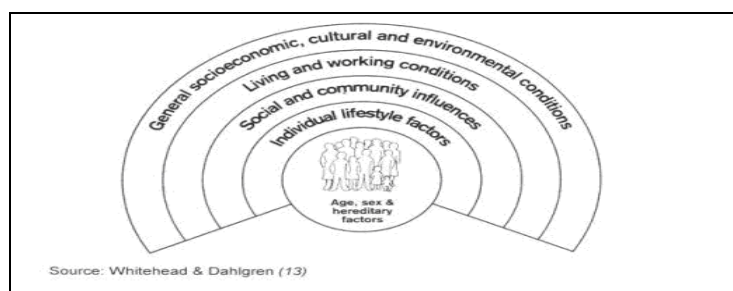 General socioeconomic, cultural and environmental conditions
Living and working conditions
Social and community influences
Individual lifestyle factors
Age, sex &
hereditary
factors
Source: Whitehead & Dahlgren (13)